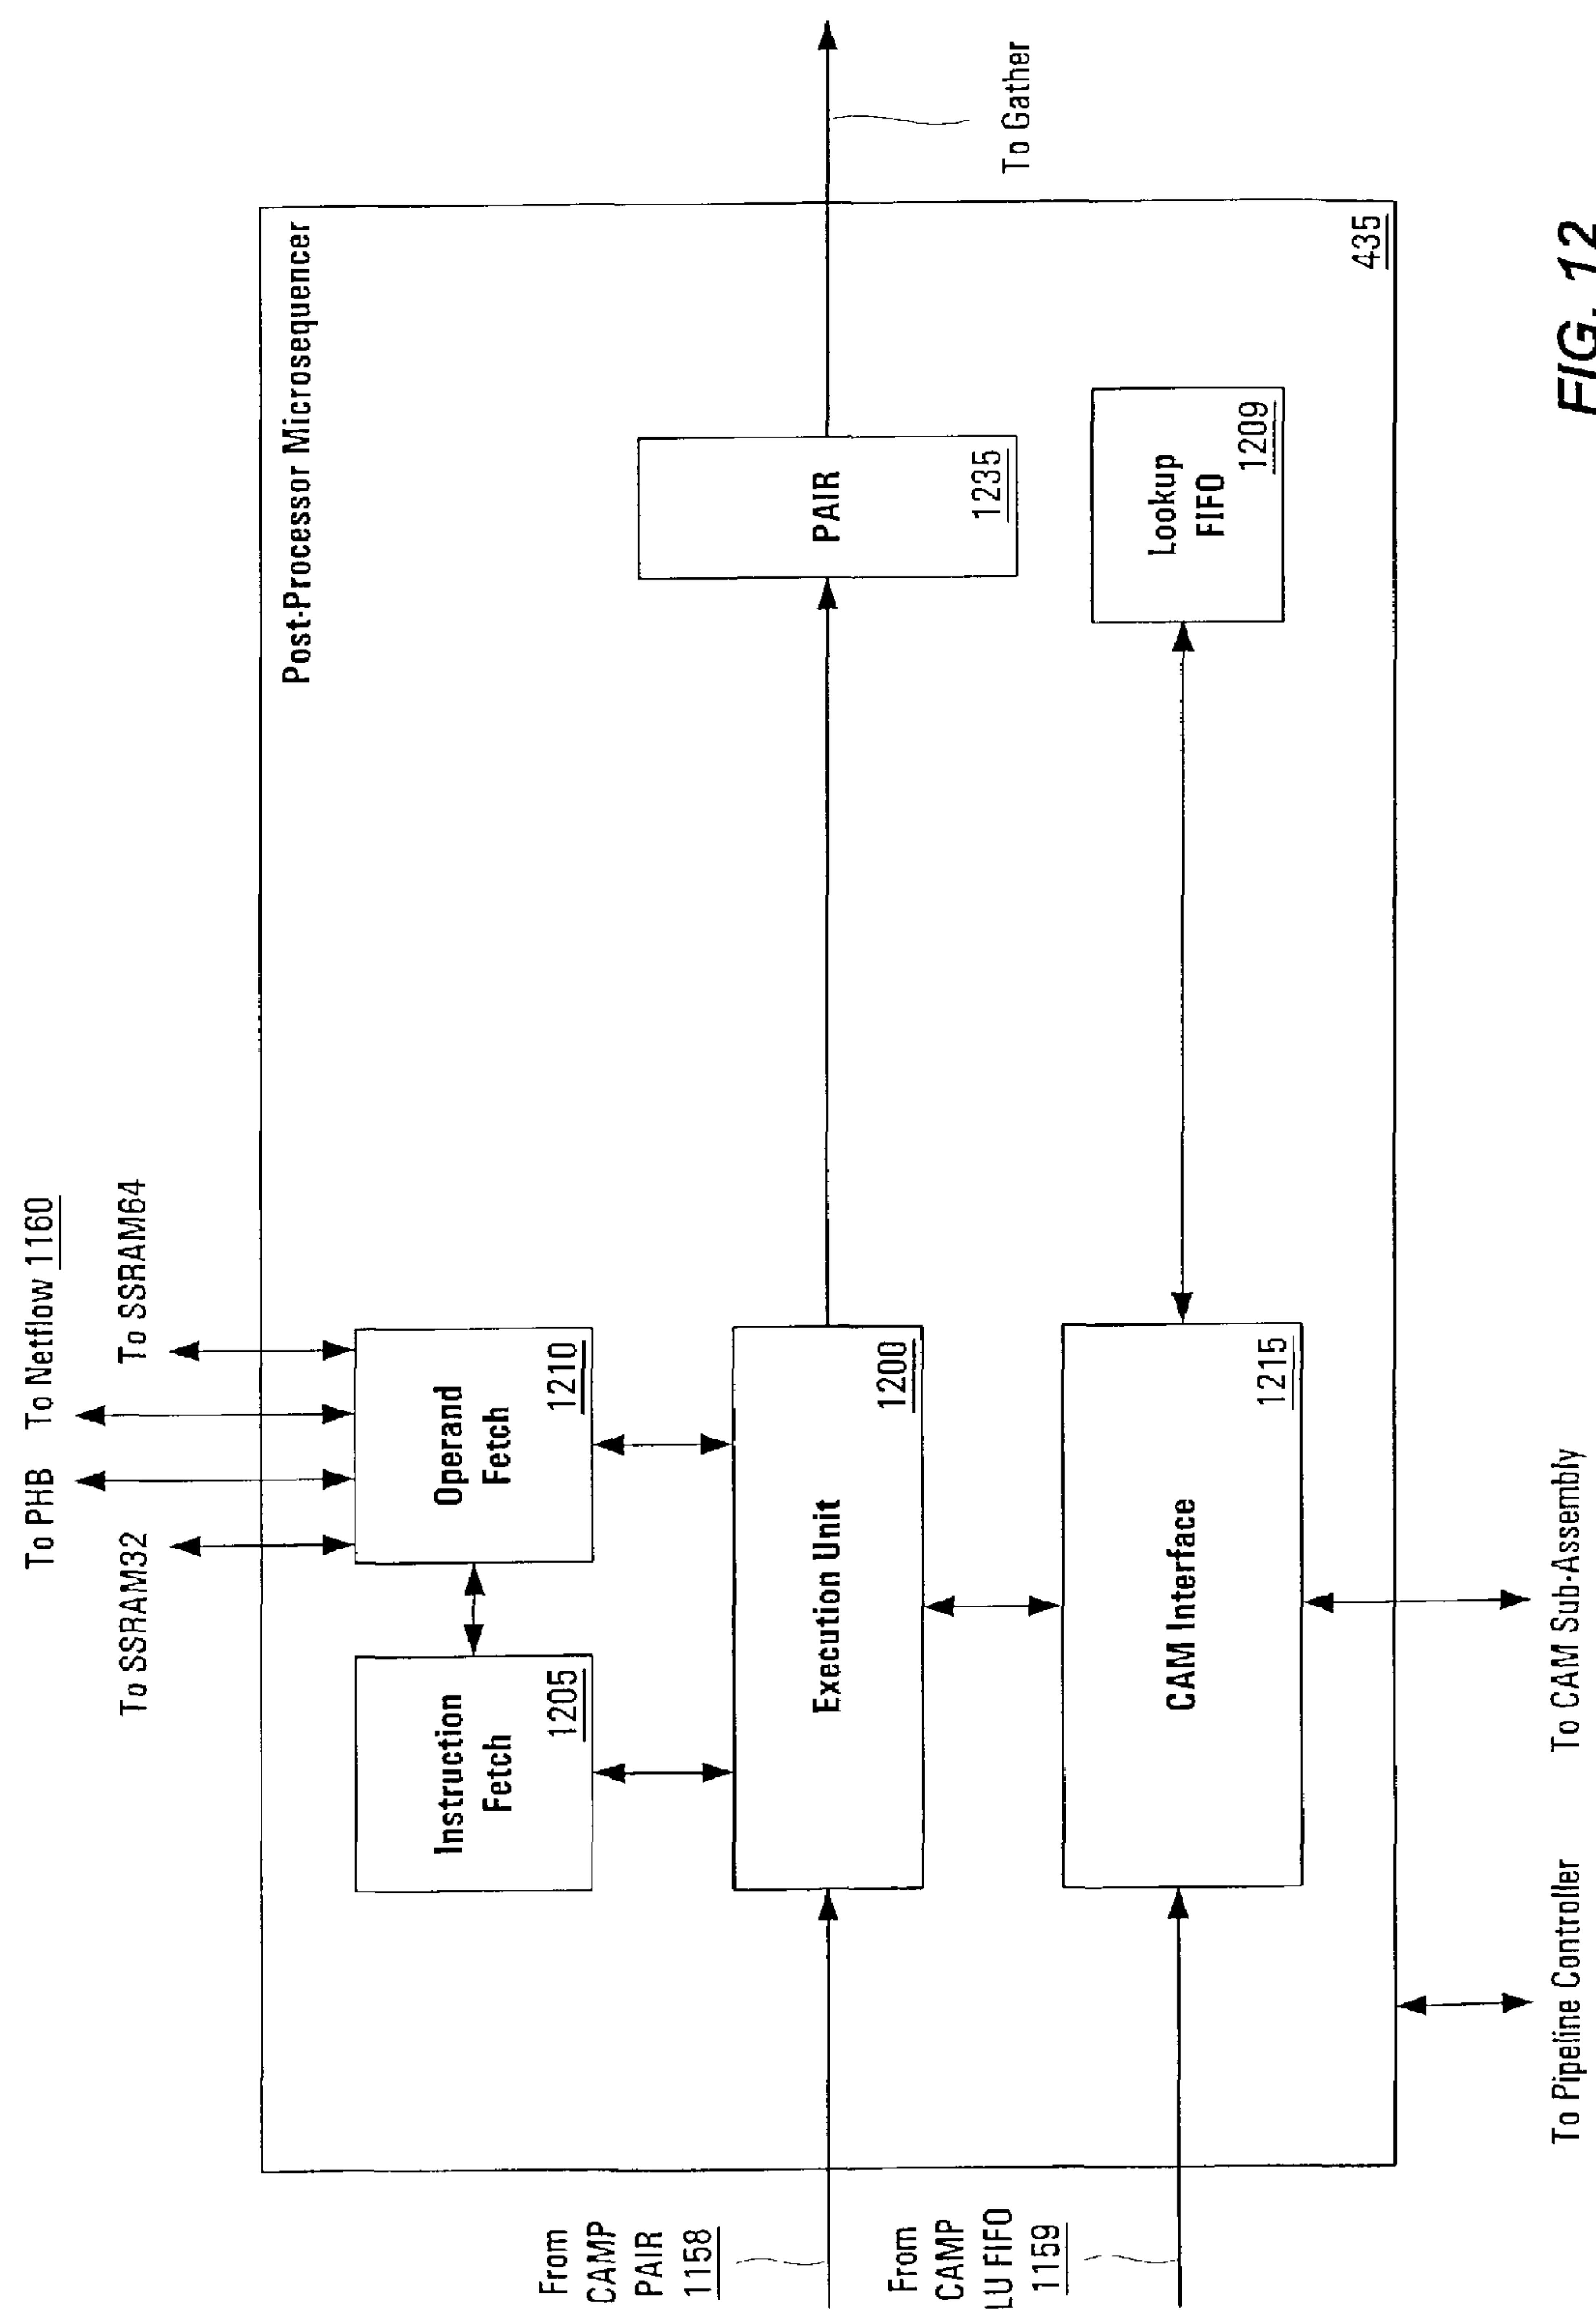 To PHB
To Netflow 1160
To SSRAM32
To SSRAM64
Post-Processor Microsequencer
Instruction
Fetch
1205
Operand
Fetch
1210
From
CAMP
PAIR
1158
Execution Unit
1200
PAIR
1235
To Gather
From
CAMP
LU FIFO
1159
CAM Interface
1215
Lookup
FIFO
1209
435
To Pipeline Controller
To CAM Sub-Assembly
FIG. 12